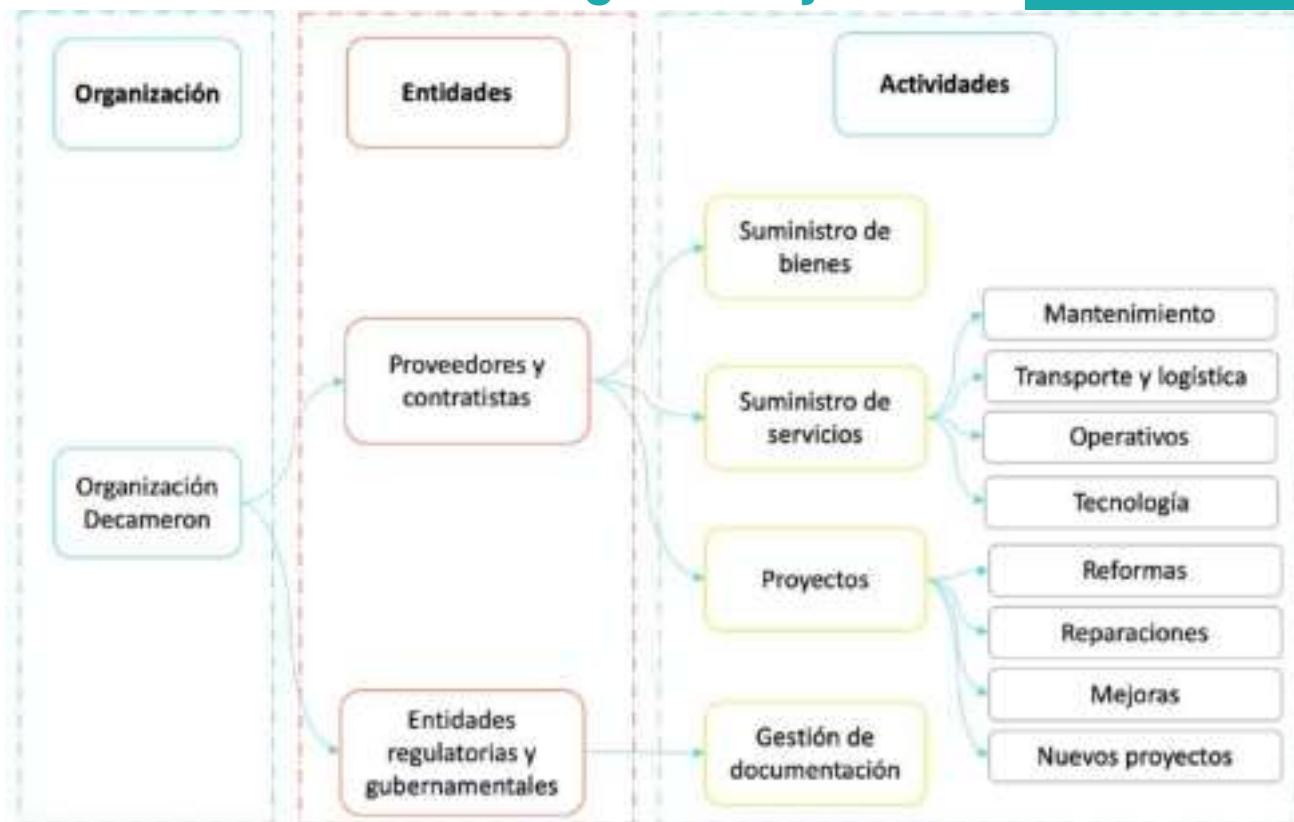 Organización
Entidades
Actividades
Suministro de
bienes
Mantenimiento
Proveedores y
contratistas
Transporte y logística
Suministro de
servicios
Operativos
Organización
Decameron
Tecnología
Proyectos
Reformas
Reparaciones
Mejoras
Entidades
regulatorias y
gubernamentales
Gestión de
documentación
Nuevos proyectos